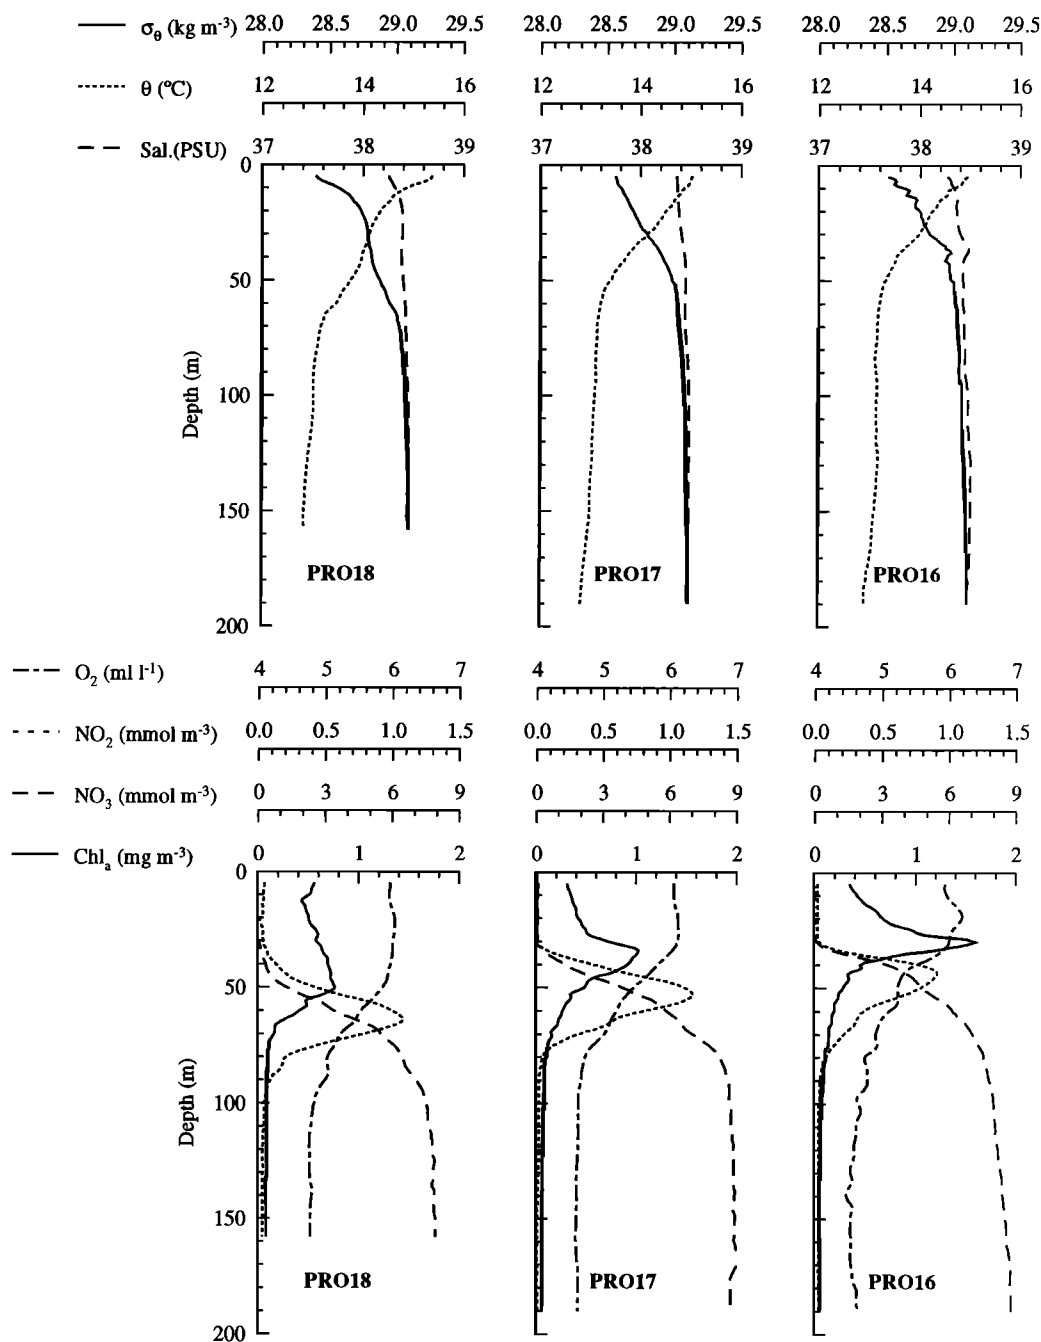 σθ (kg m-3) 28.0 28.5 29.0 29.5 28.0 28.5 29.0 29.5 28.0 28.5 29.0 29.5
θ (ºC) 12 14 16 12 14 16 12 14 16
Sal.(PSU) 37 38 39 37 38 39 37 38 39
0
50
Depth (m)
100
150
PRO18 PRO17 PRO16
200
O2 (ml l-1) 4 5 6 7 4 5 6 7 4 5 6 7
NO2 (mmol m-3) 0.0 0.5 1.0 1.5 0.0 0.5 1.0 1.5 0.0 0.5 1.0 1.5
NO3 (mmol m-3) 0 3 6 9 0 3 6 9 0 3 6 9
Chla (mg m-3) 0 1 2 0 1 2 0 1 2
0
50
Depth (m)
100
150
PRO18 PRO17 PRO16
200